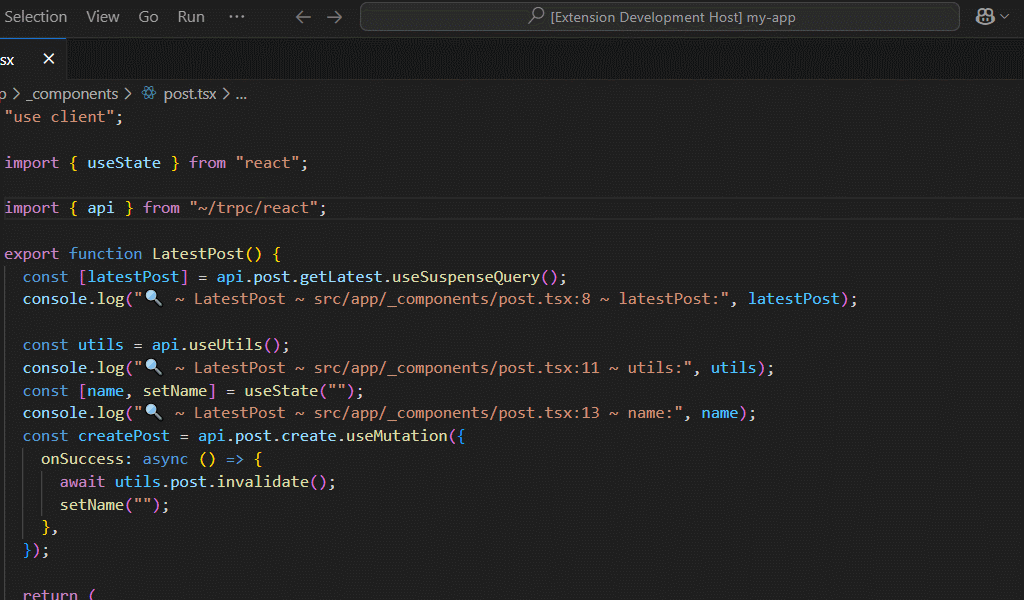 Selection View Go Run ··· ← → [Extension Development Host] my-app
sx ×
p > _components > post.tsx > ...
"use client";
import { useState } from "react";
import { api } from "~/trpc/react";
export function LatestPost() {
const [latestPost] = api.post.getLatest.useSuspenseQuery();
console.log("🔍 ~ LatestPost ~ src/app/_components/post.tsx:8 ~ latestPost:", latestPost);
const utils = api.useUtils();
console.log("🔍 ~ LatestPost ~ src/app/_components/post.tsx:11 ~ utils:", utils);
const [name, setName] = useState("");
console.log("🔍 ~ LatestPost ~ src/app/_components/post.tsx:13 ~ name:", name);
const createPost = api.post.create.useMutation({
onSuccess: async () => {
await utils.post.invalidate();
setName("");
},
});
return (